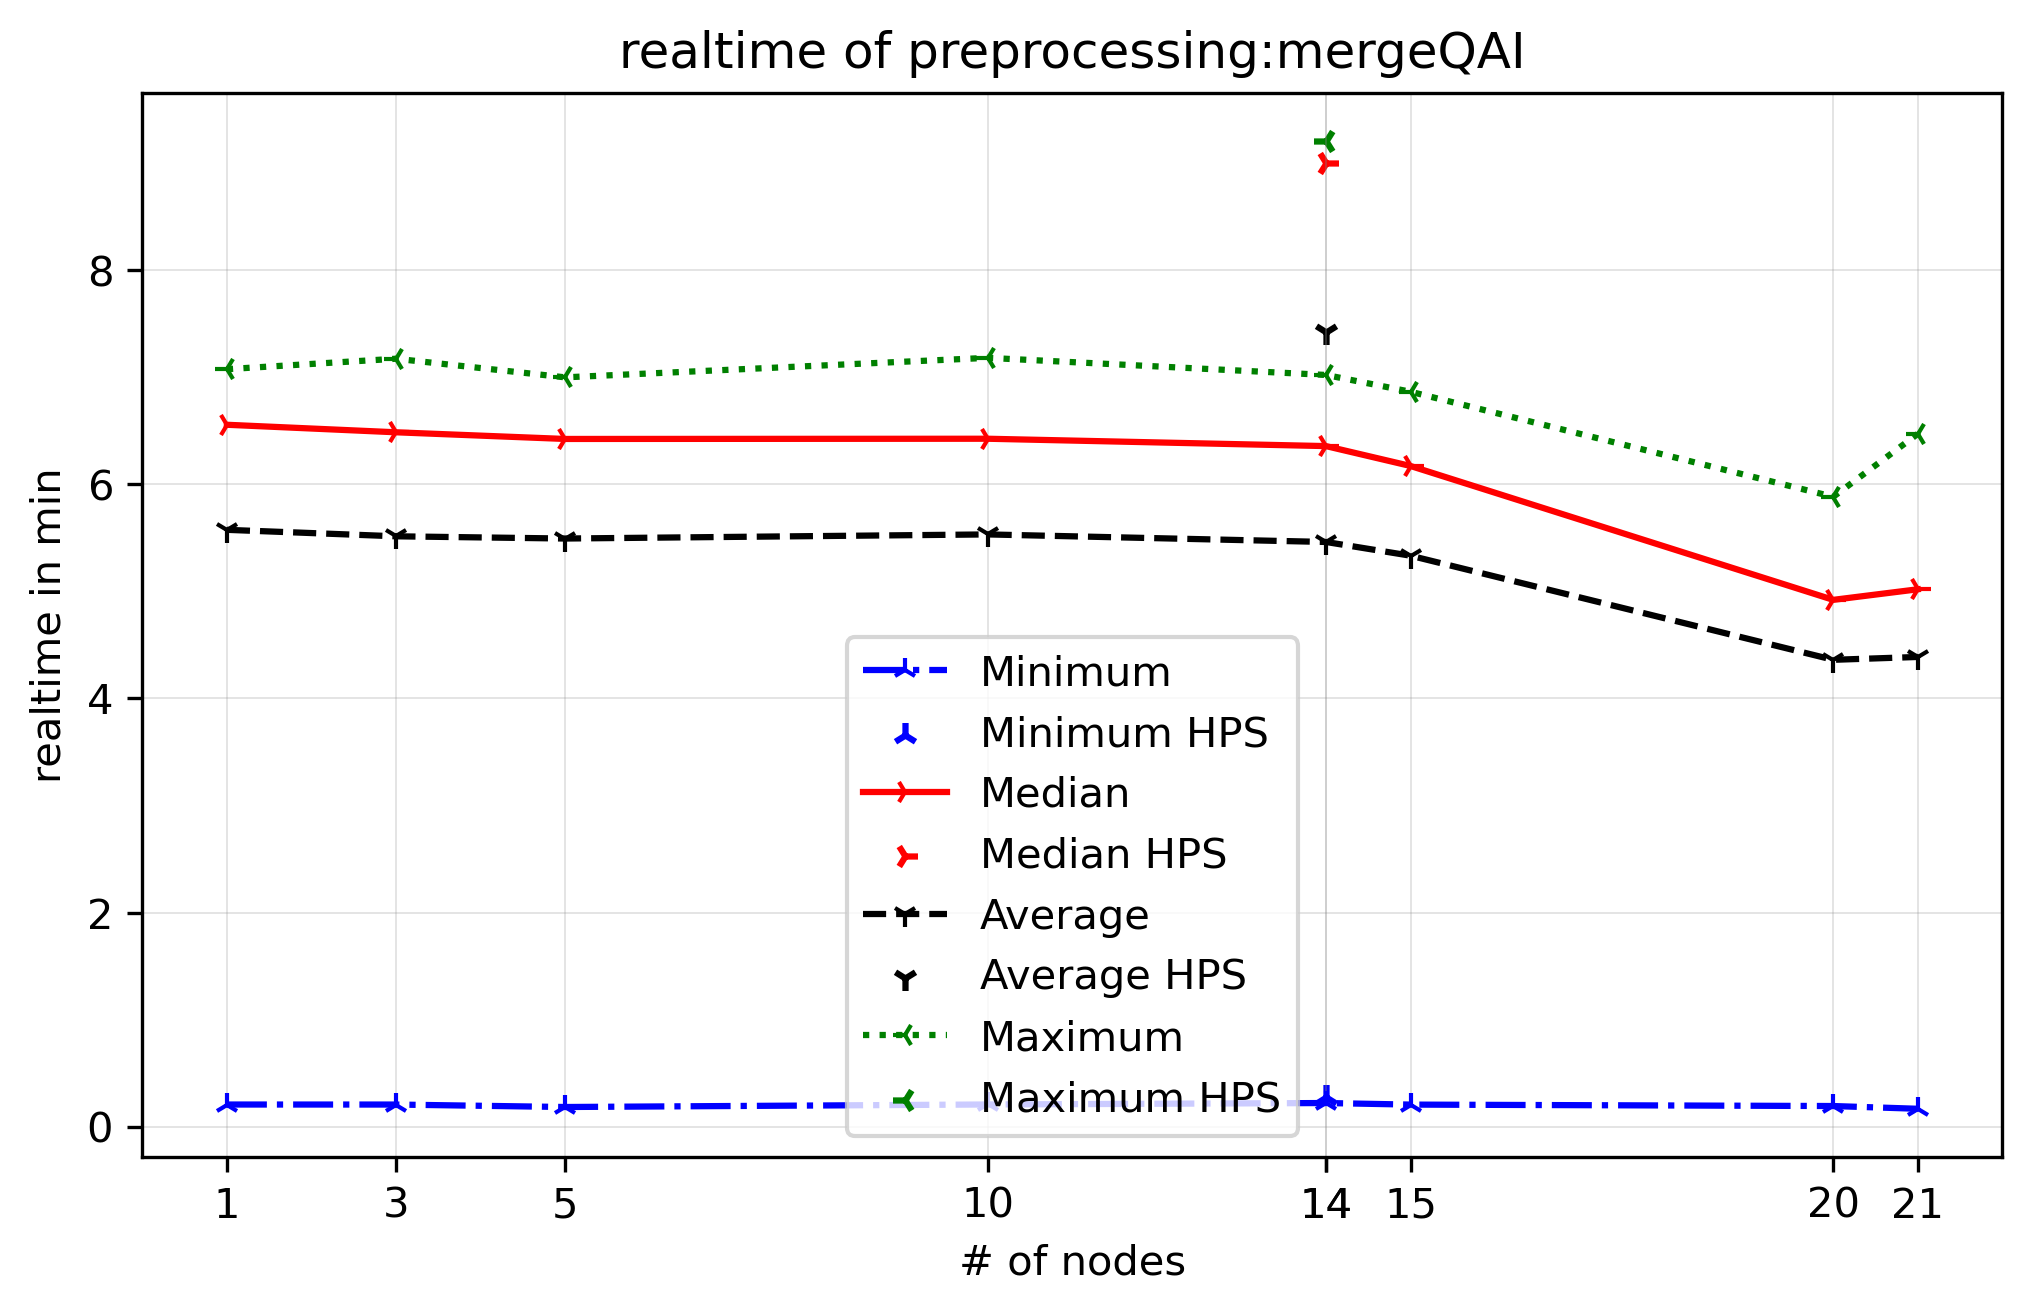 realtime of preprocessing:mergeQAI
realtime in min
8
6
4
2
0
Minimum
Minimum HPS
Median
Median HPS
Average
Average HPS
Maximum
Maximum HPS
1 3 5 10 14 15 20 21
# of nodes